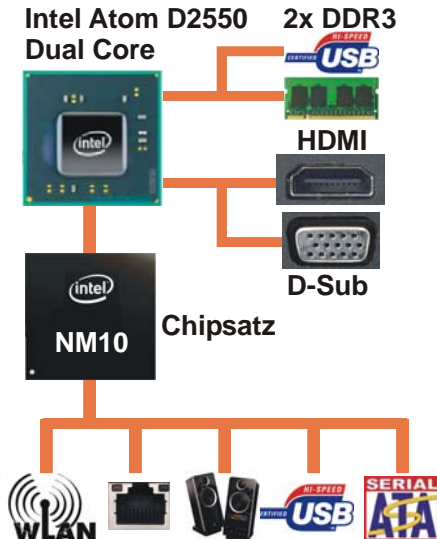 Intel Atom D2550
Dual Core
2x DDR3
HI-SPEED
CERTIFIED USB
intel
HDMI
D-Sub
intel
NM10
Chipsatz
WLAN
HI-SPEED
CERTIFIED USB
SERIAL
ATA